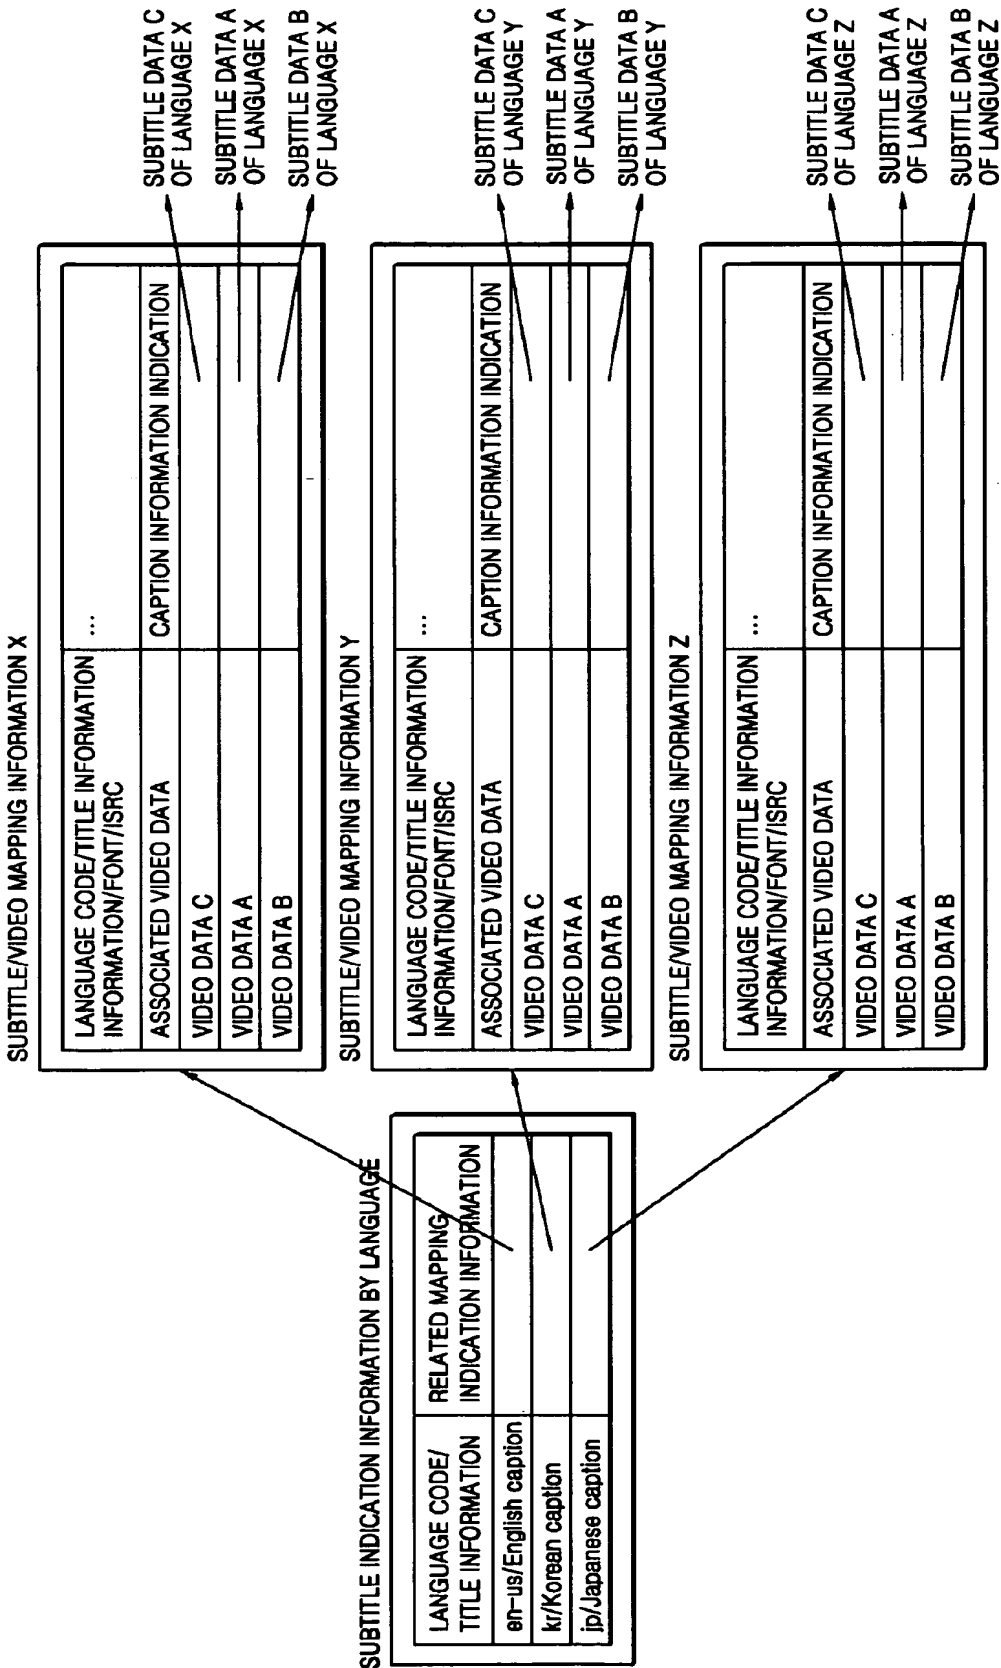 SUBTITLE INDICATION INFORMATION BY LANGUAGE
LANGUAGE CODE/
TITLE INFORMATION
RELATED MAPPING
INDICATION INFORMATION
en-us/English caption
kr/Korean caption
jp/Japanese caption
SUBTITLE/VIDEO MAPPING INFORMATION X
LANGUAGE CODE/TITLE INFORMATION
INFORMATION/FONT/ISRC
...
ASSOCIATED VIDEO DATA
CAPTION INFORMATION INDICATION
VIDEO DATA C
VIDEO DATA A
VIDEO DATA B
SUBTITLE DATA C
OF LANGUAGE X
SUBTITLE DATA A
OF LANGUAGE X
SUBTITLE DATA B
OF LANGUAGE X
SUBTITLE/VIDEO MAPPING INFORMATION Y
LANGUAGE CODE/TITLE INFORMATION
INFORMATION/FONT/ISRC
...
ASSOCIATED VIDEO DATA
CAPTION INFORMATION INDICATION
VIDEO DATA C
VIDEO DATA A
VIDEO DATA B
SUBTITLE DATA C
OF LANGUAGE Y
SUBTITLE DATA A
OF LANGUAGE Y
SUBTITLE DATA B
OF LANGUAGE Y
SUBTITLE/VIDEO MAPPING INFORMATION Z
LANGUAGE CODE/TITLE INFORMATION
INFORMATION/FONT/ISRC
...
ASSOCIATED VIDEO DATA
CAPTION INFORMATION INDICATION
VIDEO DATA C
VIDEO DATA A
VIDEO DATA B
SUBTITLE DATA C
OF LANGUAGE Z
SUBTITLE DATA A
OF LANGUAGE Z
SUBTITLE DATA B
OF LANGUAGE Z